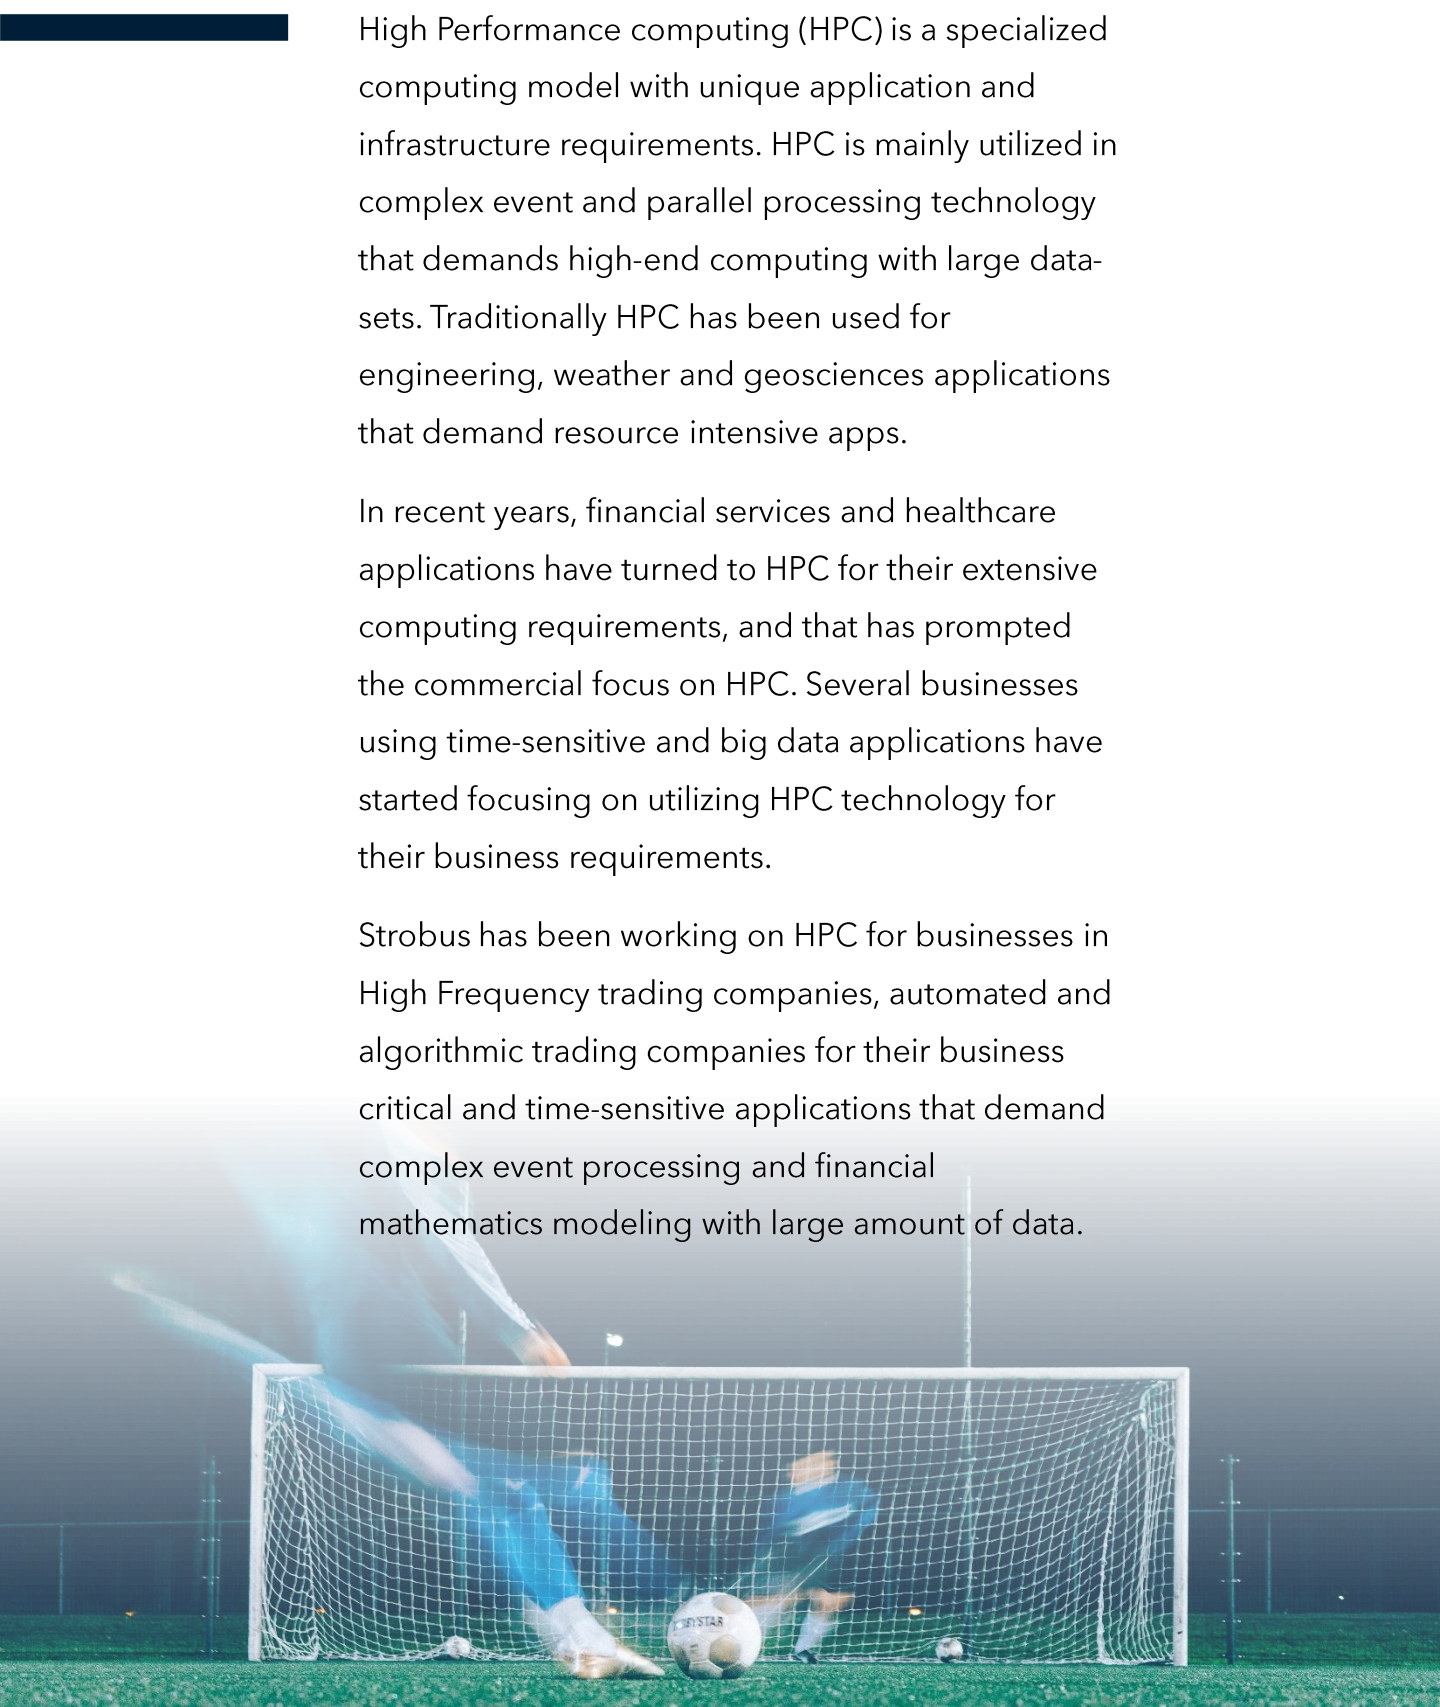 High Performance computing (HPC) is a specialized
computing model with unique application and
infrastructure requirements. HPC is mainly utilized in
complex event and parallel processing technology
that demands high-end computing with large data-
sets. Traditionally HPC has been used for
engineering, weather and geosciences applications
that demand resource intensive apps.
In recent years, financial services and healthcare
applications have turned to HPC for their extensive
computing requirements, and that has prompted
the commercial focus on HPC. Several businesses
using time-sensitive and big data applications have
started focusing on utilizing HPC technology for
their business requirements.
Strobus has been working on HPC for businesses in
High Frequency trading companies, automated and
algorithmic trading companies for their business
critical and time-sensitive applications that demand
complex event processing and financial
mathematics modeling with large amount of data.